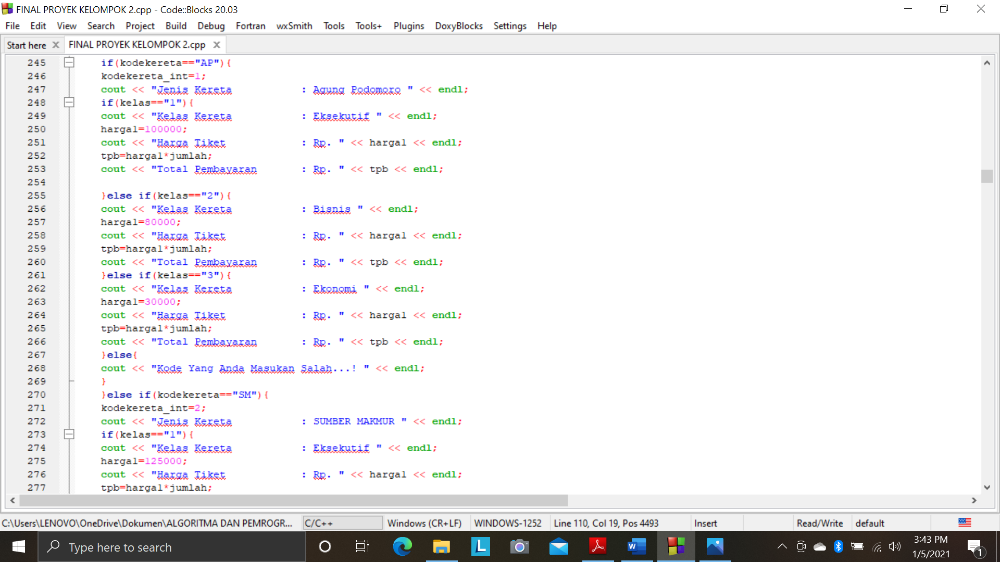 FINAL PROYEK KELOMPOK 2.cpp - Code::Blocks 20.03
File Edit View Search Project Build Debug Fortran wxSmith Tools Tools+ Plugins DoxyBlocks Settings Help
Start here FINAL PROYEK KELOMPOK 2.cpp
245 if(kodekereta=="AP"){
246 kodekereta_int=1;
247 cout << "Jenis Kereta : Agung Podomoro " << endl;
248 if(kelas=="1"){
249 cout << "Kelas Kereta : Eksekutif " << endl;
250 harga1=100000;
251 cout << "Harga Tiket : Rp. " << harga1 << endl;
252 tpb=harga1*jumlah;
253 cout << "Total Pembayaran : Rp. " << tpb << endl;
254
255 }else if(kelas=="2"){
256 cout << "Kelas Kereta : Bisnis " << endl;
257 harga1=80000;
258 cout << "Harga Tiket : Rp. " << harga1 << endl;
259 tpb=harga1*jumlah;
260 cout << "Total Pembayaran : Rp. " << tpb << endl;
261 }else if(kelas=="3"){
262 cout << "Kelas Kereta : Ekonomi " << endl;
263 harga1=30000;
264 cout << "Harga Tiket : Rp. " << harga1 << endl;
265 tpb=harga1*jumlah;
266 cout << "Total Pembayaran : Rp. " << tpb << endl;
267 }else{
268 cout << "Kode Yang Anda Masukan Salah...! " << endl;
269 }
270 }else if(kodekereta=="SM"){
271 kodekereta_int=2;
272 cout << "Jenis Kereta : SUMBER MAKMUR " << endl;
273 if(kelas=="1"){
274 cout << "Kelas Kereta : Eksekutif " << endl;
275 harga1=125000;
276 cout << "Harga Tiket : Rp. " << harga1 << endl;
277 tpb=harga1*jumlah;
C:\Users\LENOVO\OneDrive\Dokumen\ALGORITMA DAN PEMROGR... C/C++ Windows (CR+LF) WINDOWS-1252 Line 110, Col 19, Pos 4493 Insert Read/Write default
Type here to search
L
W
3:43 PM
1/5/2021
1